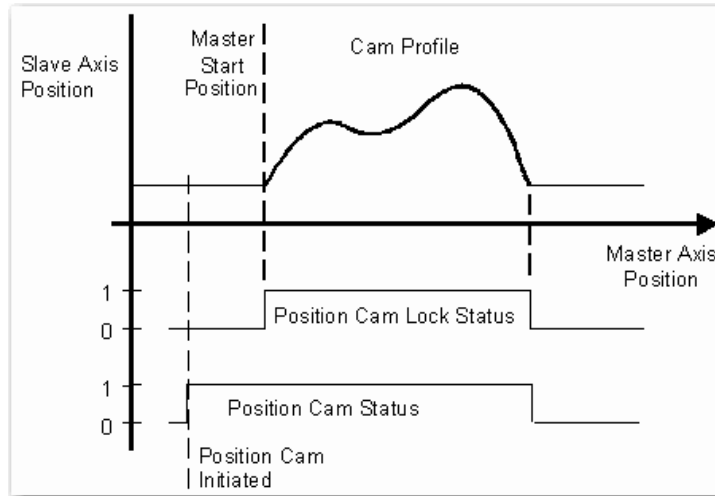 Master
Start
Position
Cam Profile
Slave Axis
Position
Master Axis
Position
1
0
Position Cam Lock Status
1
0
Position Cam Status
Position Cam
Initiated